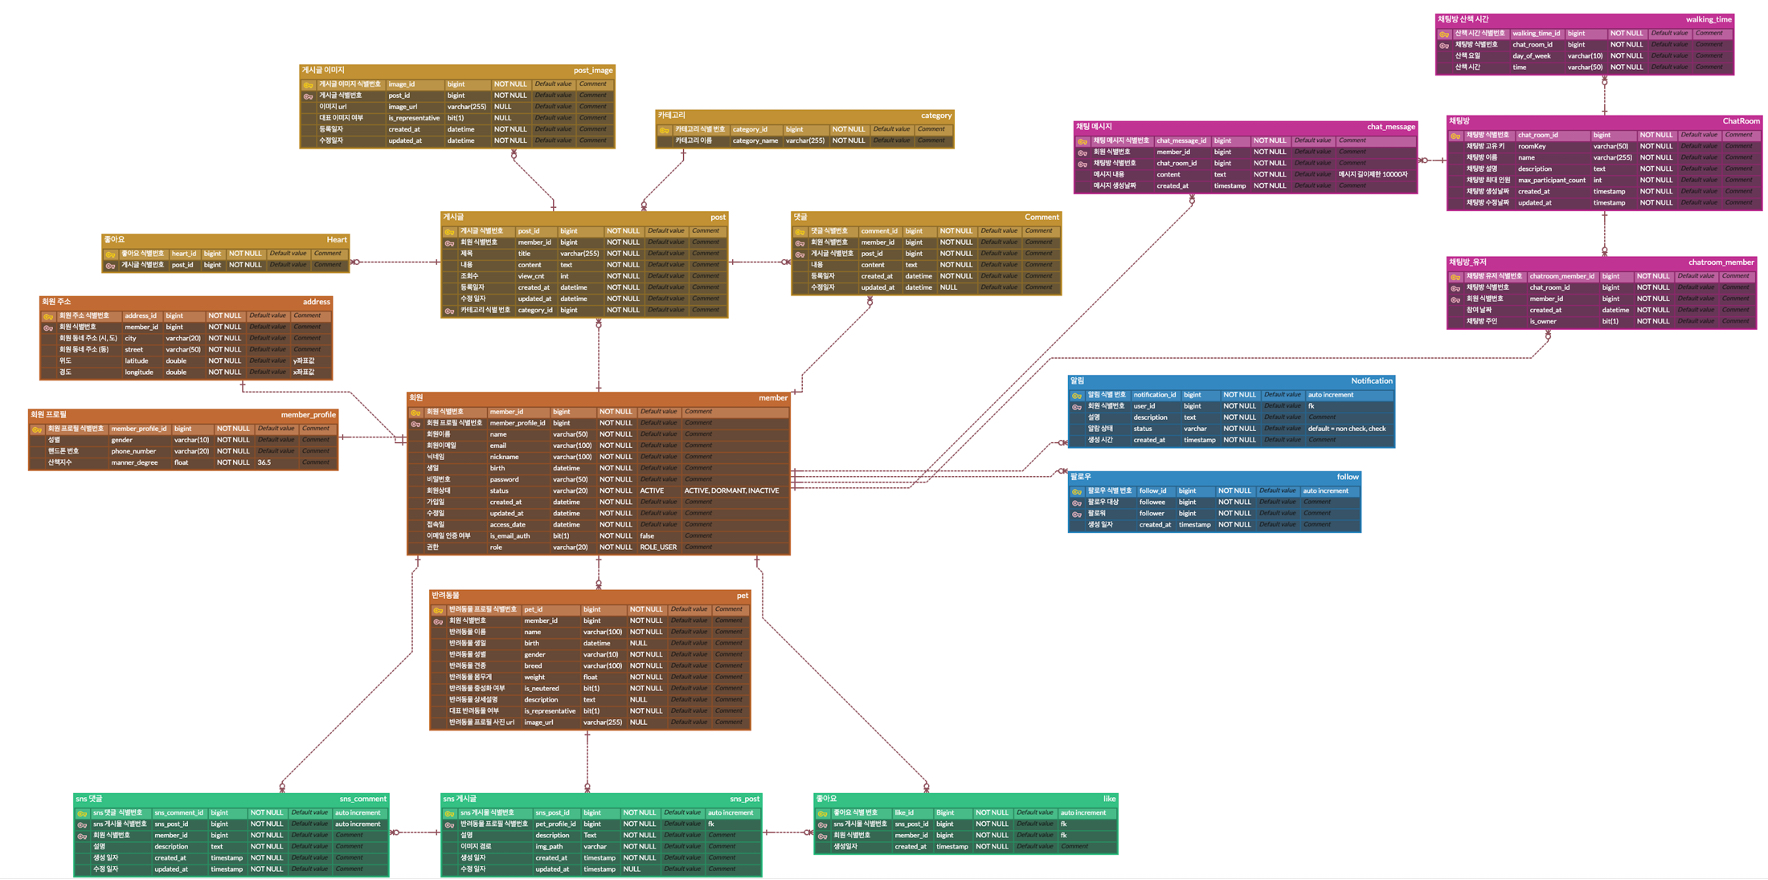 채팅방 산책 시간 walking_time
산책 시간 식별번호 walking_time_id bigint NOT NULL Default value Comment
채팅방 식별번호 chat_room_id bigint NOT NULL Default value Comment
산책 요일 day_of_week varchar(10) NOT NULL Default value Comment
산책 시간 time varchar(50) NOT NULL Default value Comment
게시글 이미지 post_image
게시글 이미지 식별번호 image_id bigint NOT NULL Default value Comment
게시글 식별번호 post_id bigint NOT NULL Default value Comment
이미지 url image_url varchar(255) NULL Default value Comment
대표 이미지 여부 is_representative bit(1) NULL Default value Comment
등록일자 created_at datetime NOT NULL Default value Comment
수정일자 updated_at datetime NOT NULL Default value Comment
카테고리 category
카테고리 식별 번호 category_id bigint NOT NULL Default value Comment
카테고리 이름 category_name varchar(255) NOT NULL Default value Comment
채팅 메시지 chat_message
채팅 메시지 식별번호 chat_message_id bigint NOT NULL Default value Comment
회원 식별번호 member_id bigint NOT NULL Default value Comment
채팅방 식별번호 chat_room_id bigint NOT NULL Default value Comment
메시지 내용 content text NOT NULL Default value 메시지 길이제한 10000자
메시지 생성날짜 created_at timestamp NOT NULL Default value Comment
채팅방 ChatRoom
채팅방 식별번호 chat_room_id bigint NOT NULL Default value Comment
채팅방 고유 키 roomKey varchar(50) NOT NULL Default value Comment
채팅방 이름 name varchar(255) NOT NULL Default value Comment
채팅방 설명 description text NOT NULL Default value Comment
채팅방 최대 인원 max_participant_count int NOT NULL Default value Comment
채팅방 생성날짜 created_at timestamp NOT NULL Default value Comment
채팅방 수정날짜 updated_at timestamp NOT NULL Default value Comment
게시글 post
게시글 식별번호 post_id bigint NOT NULL Default value Comment
회원 식별번호 member_id bigint NOT NULL Default value Comment
제목 title varchar(255) NOT NULL Default value Comment
내용 content text NOT NULL Default value Comment
조회수 view_cnt int NOT NULL Default value Comment
등록일자 created_at datetime NOT NULL Default value Comment
수정 일자 updated_at datetime NOT NULL Default value Comment
카테고리 식별 번호 category_id bigint NOT NULL Default value Comment
댓글 Comment
댓글 식별번호 comment_id bigint NOT NULL Default value Comment
회원 식별번호 member_id bigint NOT NULL Default value Comment
게시글 식별번호 post_id bigint NOT NULL Default value Comment
내용 content text NOT NULL Default value Comment
등록일자 created_at datetime NOT NULL Default value Comment
수정일자 updated_at datetime NULL Default value Comment
좋아요 Heart
좋아요 식별번호 heart_id bigint NOT NULL Default value Comment
게시글 식별번호 post_id bigint NOT NULL Default value Comment
채팅방_유저 chatroom_member
채팅방 유저 식별번호 chatroom_member_id bigint NOT NULL Default value Comment
채팅방 식별번호 chat_room_id bigint NOT NULL Default value Comment
회원 식별번호 member_id bigint NOT NULL Default value Comment
참여 날짜 created_at datetime NOT NULL Default value Comment
채팅방 주인 is_owner bit(1) NOT NULL Default value Comment
회원 주소 address
회원 주소 식별번호 address_id bigint NOT NULL Default value Comment
회원 식별번호 member_id bigint NOT NULL Default value Comment
회원 동네 주소 (시, 도) city varchar(20) NOT NULL Default value Comment
회원 동네 주소 (동) street varchar(50) NOT NULL Default value Comment
위도 latitude double NOT NULL Default value y좌표값
경도 longitude double NOT NULL Default value x좌표값
회원 프로필 member_profile
회원 프로필 식별번호 member_profile_id bigint NOT NULL Default value Comment
성별 gender varchar(10) NOT NULL Default value Comment
핸드폰 번호 phone_number varchar(20) NOT NULL Default value Comment
산책지수 manner_degree float NOT NULL 36.5 Comment
회원 member
회원 식별번호 member_id bigint NOT NULL Default value Comment
회원 프로필 식별번호 member_profile_id bigint NOT NULL Default value Comment
회원이름 name varchar(50) NOT NULL Default value Comment
회원이메일 email varchar(100) NOT NULL Default value Comment
닉네임 nickname varchar(100) NOT NULL Default value Comment
생일 birth datetime NOT NULL Default value Comment
비밀번호 password varchar(50) NOT NULL Default value Comment
회원상태 status varchar(20) NOT NULL ACTIVE ACTIVE, DORMANT, INACTIVE
가입일 created_at datetime NOT NULL Default value Comment
수정일 updated_at datetime NOT NULL Default value Comment
접속일 access_date datetime NOT NULL Default value Comment
이메일 인증 여부 is_email_auth bit(1) NOT NULL false Comment
권한 role varchar(20) NOT NULL ROLE_USER Comment
알림 Notification
알림 식별 번호 notification_id bigint NOT NULL Default value auto increment
회원 식별번호 user_id bigint NOT NULL Default value fk
설명 description text NOT NULL Default value Comment
알림 상태 status varchar NOT NULL Default value default = non check, check
생성 시간 created_at timestamp NOT NULL Default value Comment
팔로우 follow
팔로우 식별 번호 follow_id bigint NOT NULL Default value auto increment
팔로우 대상 followee bigint NOT NULL Default value Comment
팔로워 follower bigint NOT NULL Default value Comment
생성 일자 created_at timestamp NOT NULL Default value Comment
반려동물 pet
반려동물 프로필 식별번호 pet_id bigint NOT NULL Default value Comment
회원 식별번호 member_id bigint NOT NULL Default value Comment
반려동물 이름 name varchar(100) NOT NULL Default value Comment
반려동물 생일 birth datetime NULL Default value Comment
반려동물 성별 gender varchar(10) NOT NULL Default value Comment
반려동물 견종 breed varchar(100) NOT NULL Default value Comment
반려동물 몸무게 weight float NOT NULL Default value Comment
반려동물 중성화 여부 is_neutered bit(1) NOT NULL Default value Comment
반려동물 상세설명 description text NULL Default value Comment
대표 반려동물 여부 is_representative bit(1) NOT NULL Default value Comment
반려동물 프로필 사진 url image_url varchar(255) NULL Default value Comment
sns 댓글 sns_comment
sns 댓글 식별번호 sns_comment_id bigint NOT NULL Default value auto increment
sns 게시물 식별번호 sns_post_id bigint NOT NULL Default value auto increment
회원 식별번호 member_id bigint NOT NULL Default value Comment
설명 description text NOT NULL Default value Comment
생성 일자 created_at timestamp NOT NULL Default value Comment
수정 일자 updated_at timestamp NOT NULL Default value Comment
sns 게시글 sns_post
sns 게시물 식별번호 sns_post_id bigint NOT NULL Default value auto increment
반려동물 프로필 식별번호 pet_profile_id bigint NOT NULL Default value fk
설명 description Text NOT NULL Default value Comment
이미지 경로 img_path varchar NOT NULL Default value Comment
생성 일자 created_at timestamp NOT NULL Default value Comment
수정 일자 updated_at timestamp NULL Default value Comment
좋아요 like
좋아요 식별 번호 like_id bigint NOT NULL Default value auto increment
sns 게시물 식별번호 sns_post_id bigint NOT NULL Default value fk
회원 식별번호 member_id bigint NOT NULL Default value fk
생성일자 created_at timestamp NOT NULL Default value Comment